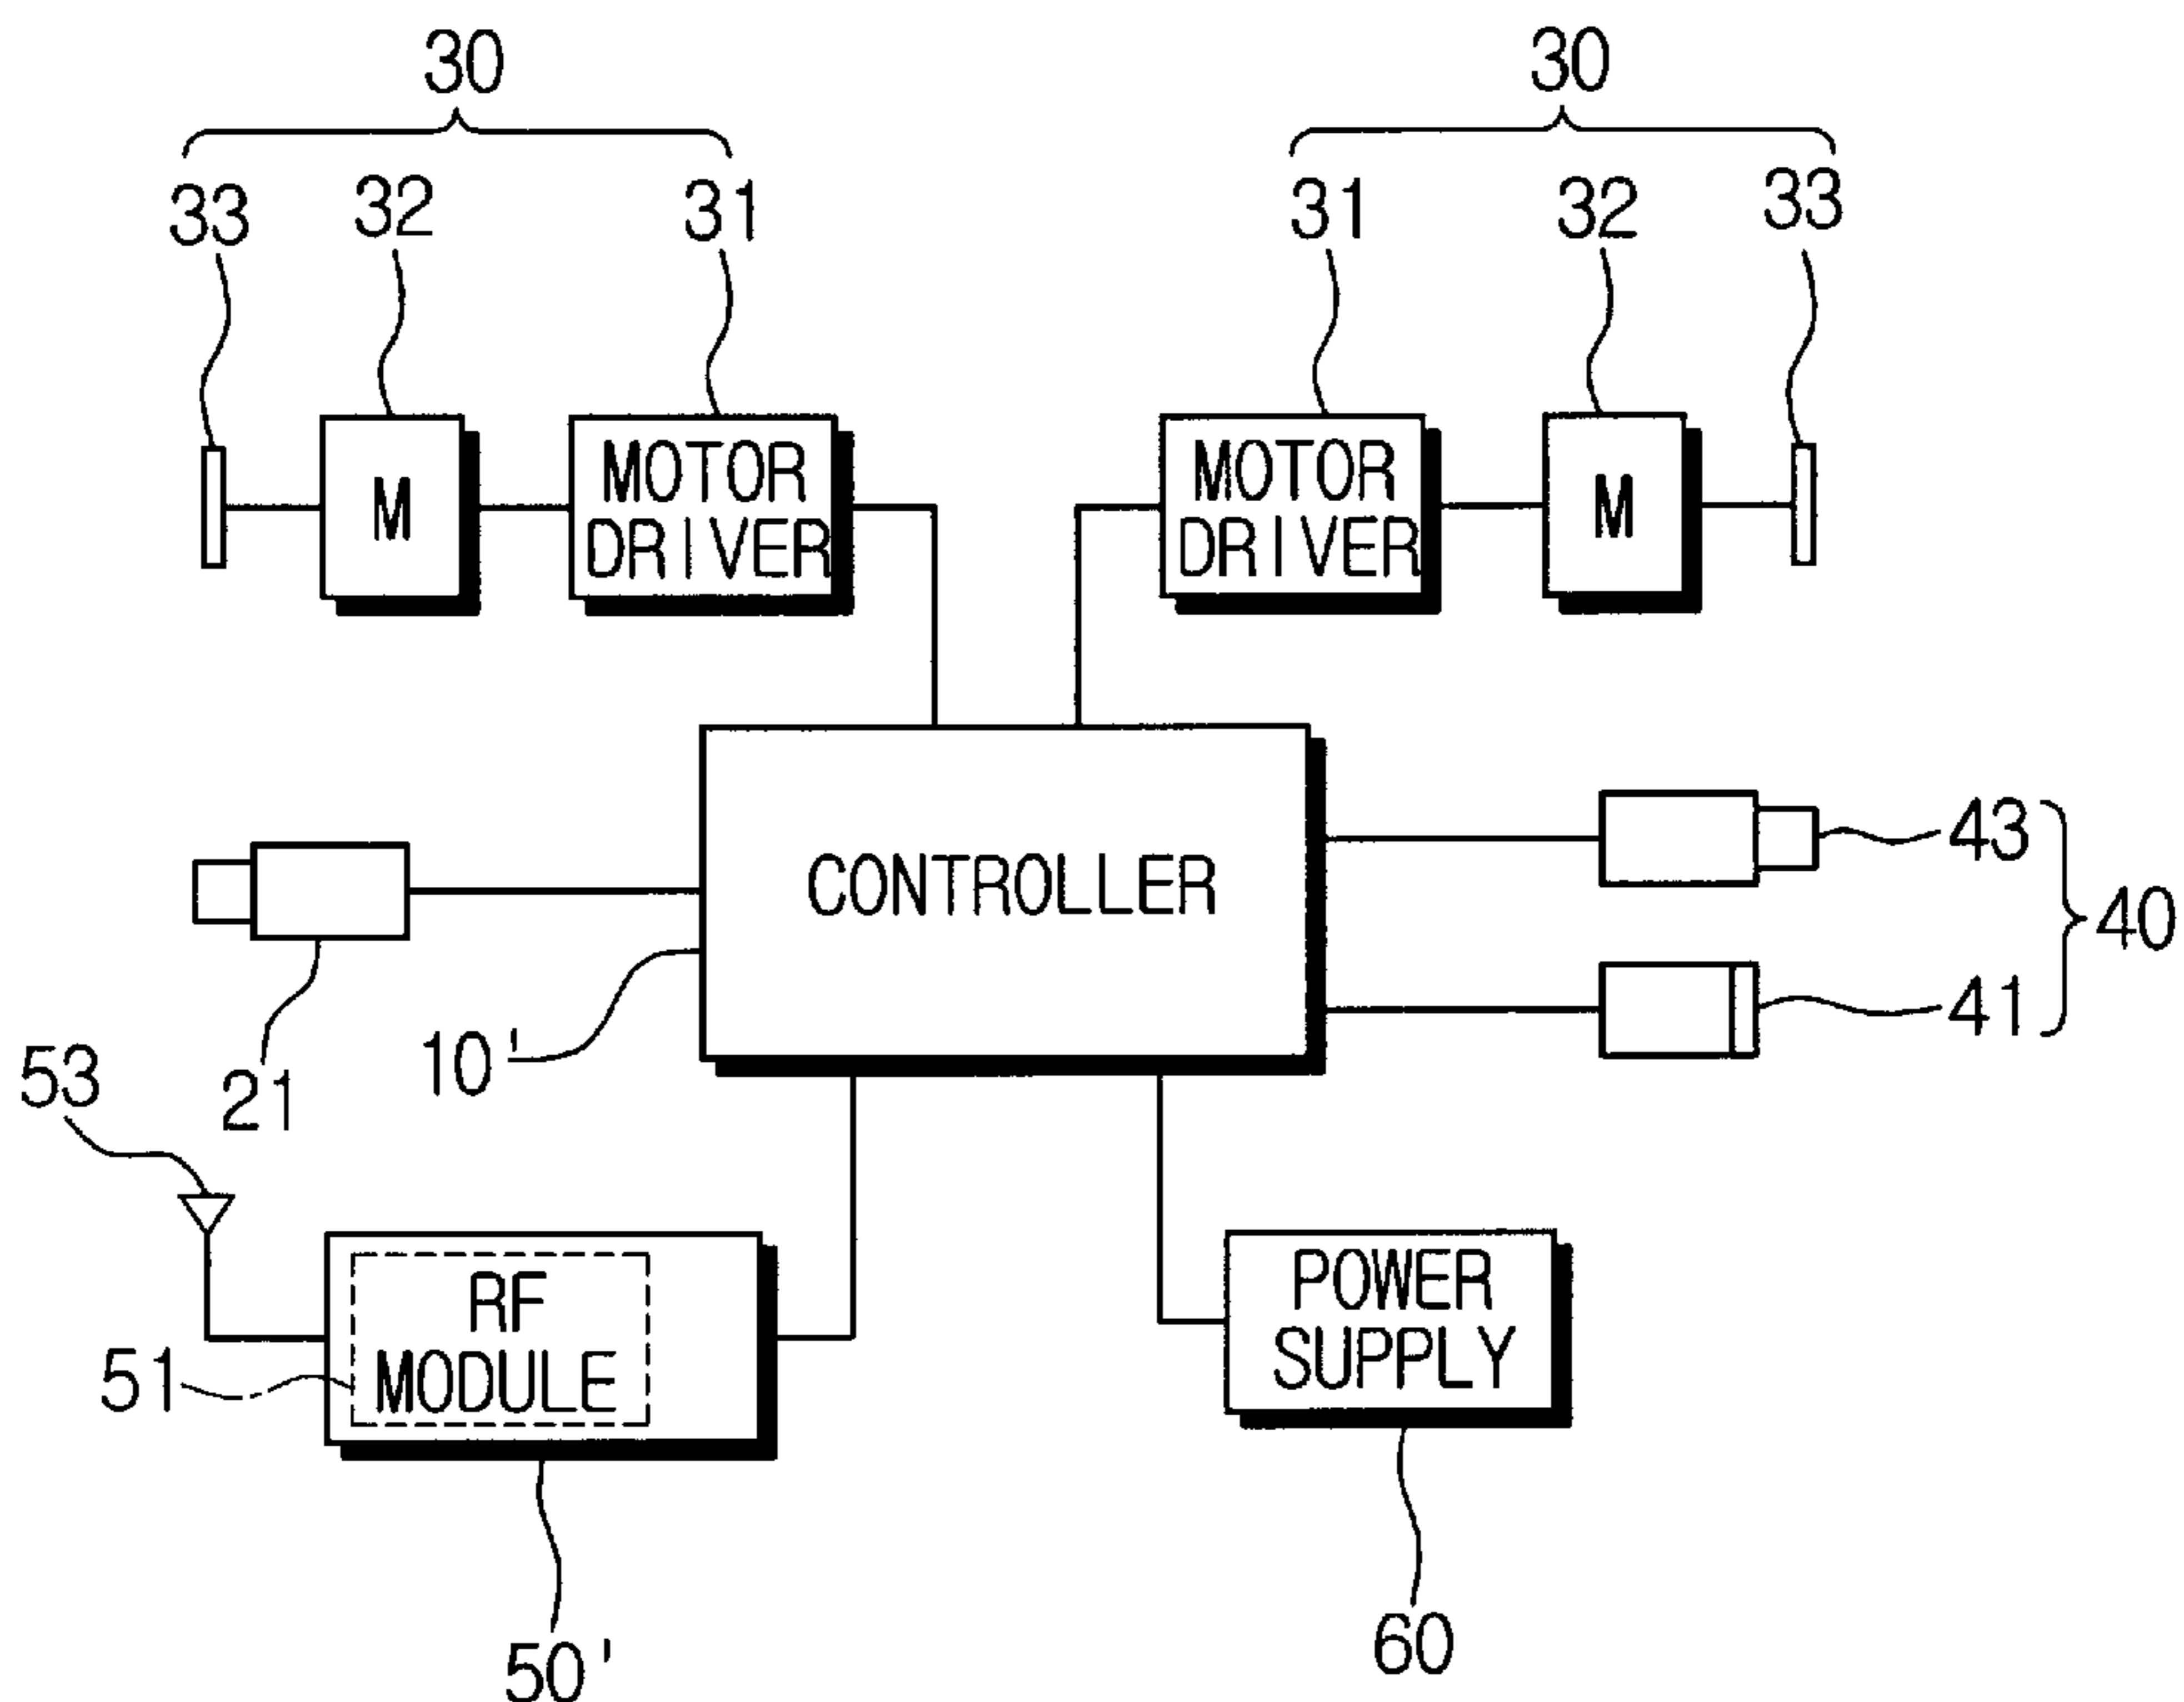 30
30
33
32
31
31
32
33
M
MOTOR
DRIVER
MOTOR
DRIVER
M
CONTROLLER
43
40
41
21
10'
53
RF
MODULE
51
50'
POWER
SUPPLY
60